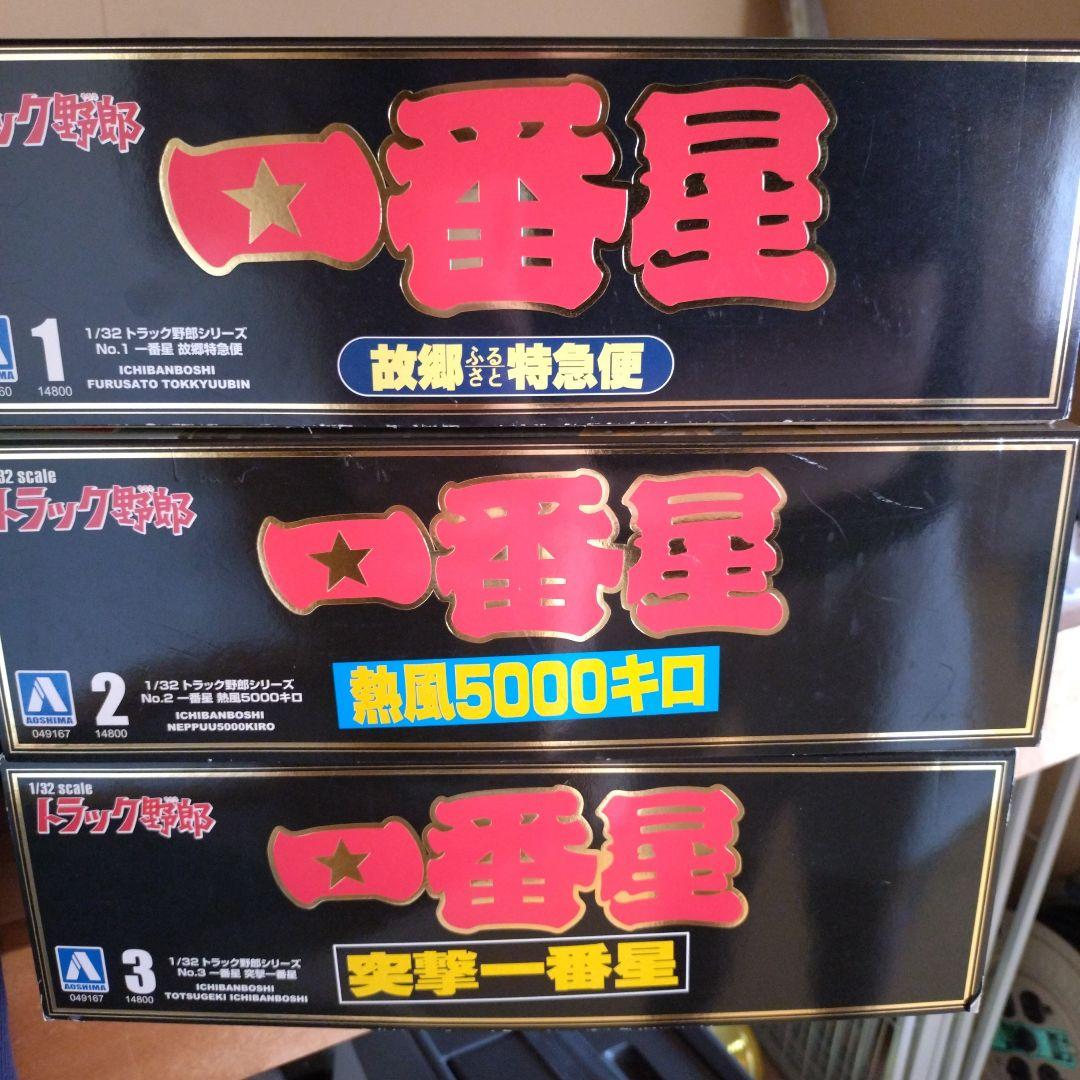 ック野郎
一番星
1
14800
1/32 トラック野郎シリーズ
No.1 一番星 故郷特急便
ICHIBANBOSHI
FURUSATO TOKKYUUBIN
故郷ふるさと特急便
32 scale
トラック野郎
一番星
AOSHIMA
049167
2
14800
1/32 トラック野郎シリーズ
No.2 一番星 熱風5000キロ
ICHIBANBOSHI
NEPPUU5000KIRO
熱風5000キロ
1/32 scale
トラック野郎
一番星
AOSHIMA
049167
3
14800
1/32 トラック野郎シリーズ
No.3 一番星 突撃一番星
ICHIBANBOSHI
TOTSUGEKI ICHIBANBOSHI
突撃一番星